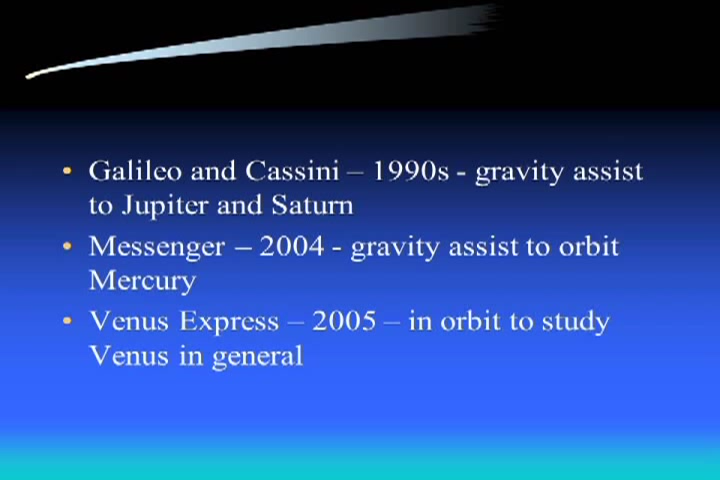 • Galileo and Cassini – 1990s - gravity assist
to Jupiter and Saturn
• Messenger – 2004 - gravity assist to orbit
Mercury
• Venus Express – 2005 – in orbit to study
Venus in general